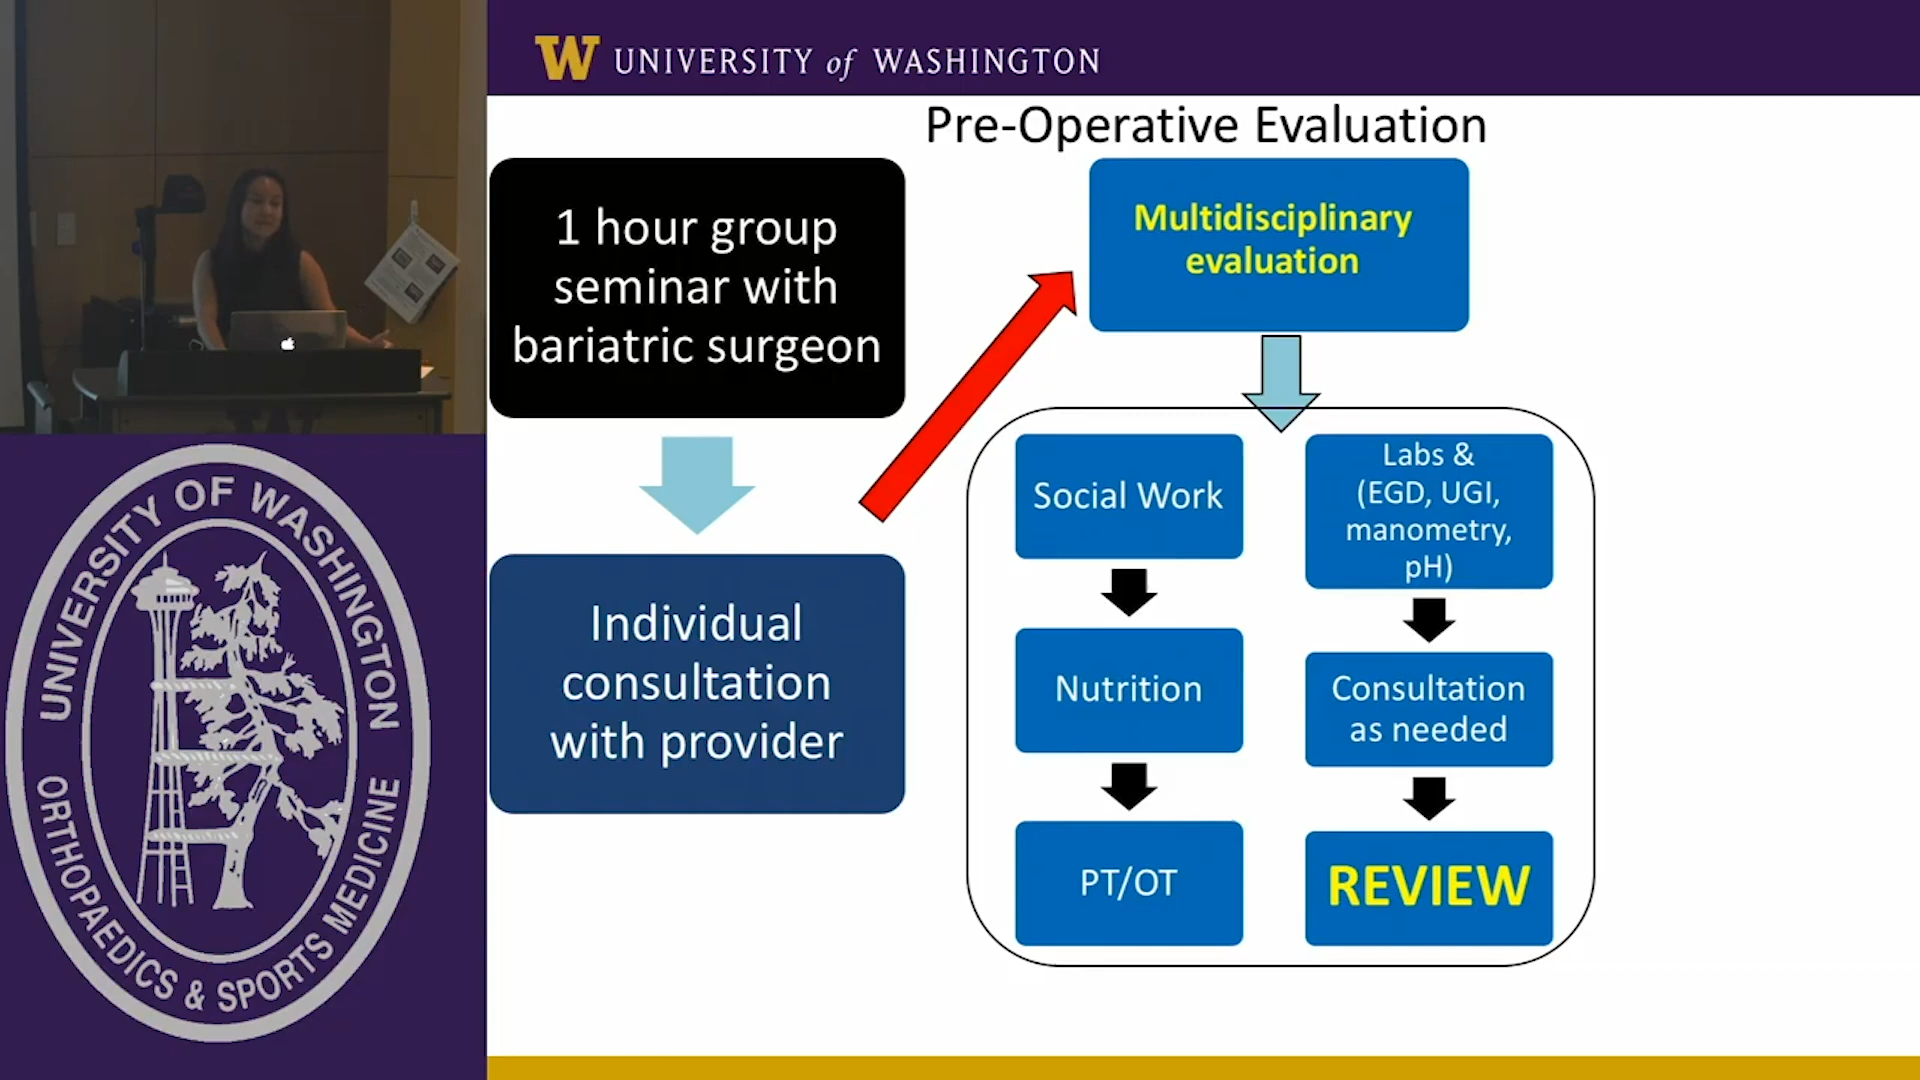 W UNIVERSITY of WASHINGTON
Pre-Operative Evaluation
1 hour group
seminar with
bariatric surgeon
Individual
consultation
with provider
Multidisciplinary
evaluation
Social Work
Nutrition
PT/OT
Labs &
(EGD, UGI,
manometry,
pH)
Consultation
as needed
REVIEW
UNIVERSITY OF WASHINGTON
ORTHOPAEDICS & SPORTS MEDICINE